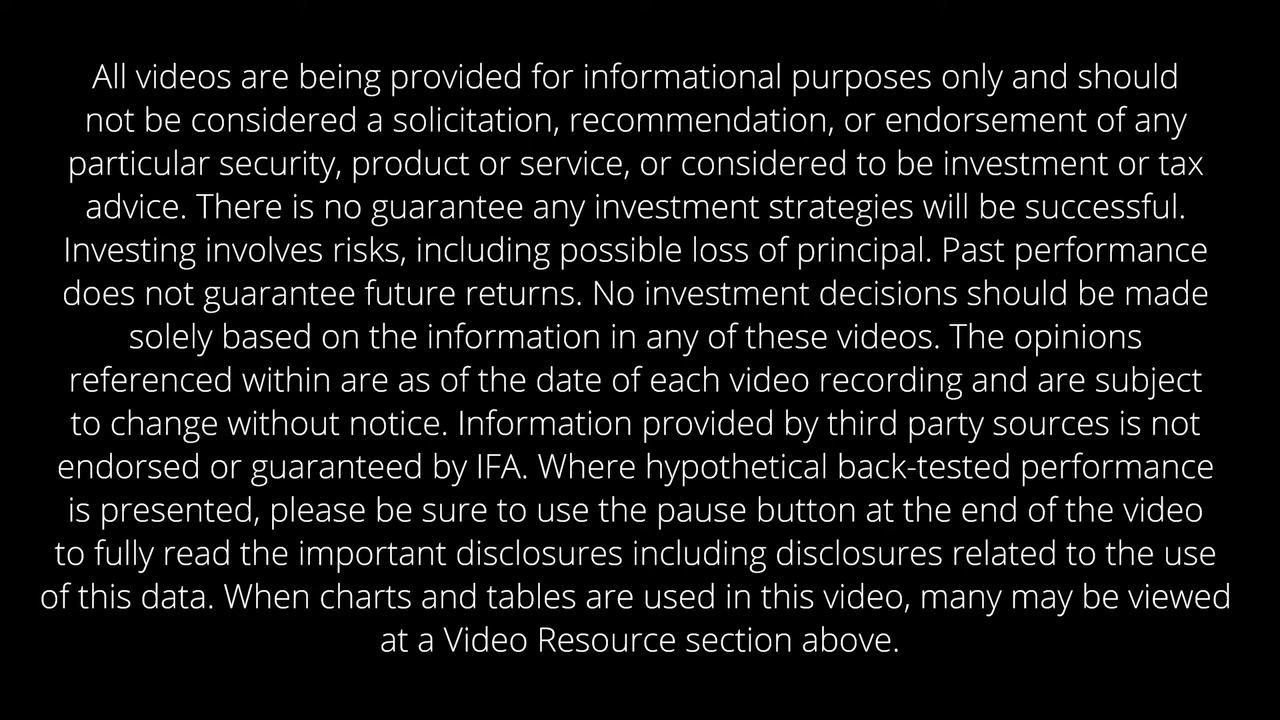 All videos are being provided for informational purposes only and should
not be considered a solicitation, recommendation, or endorsement of any
particular security, product or service, or considered to be investment or tax
advice. There is no guarantee any investment strategies will be successful.
Investing involves risks, including possible loss of principal. Past performance
does not guarantee future returns. No investment decisions should be made
solely based on the information in any of these videos. The opinions
referenced within are as of the date of each video recording and are subject
to change without notice. Information provided by third party sources is not
endorsed or guaranteed by IFA. Where hypothetical back-tested performance
is presented, please be sure to use the pause button at the end of the video
to fully read the important disclosures including disclosures related to the use
of this data. When charts and tables are used in this video, many may be viewed
at a Video Resource section above.